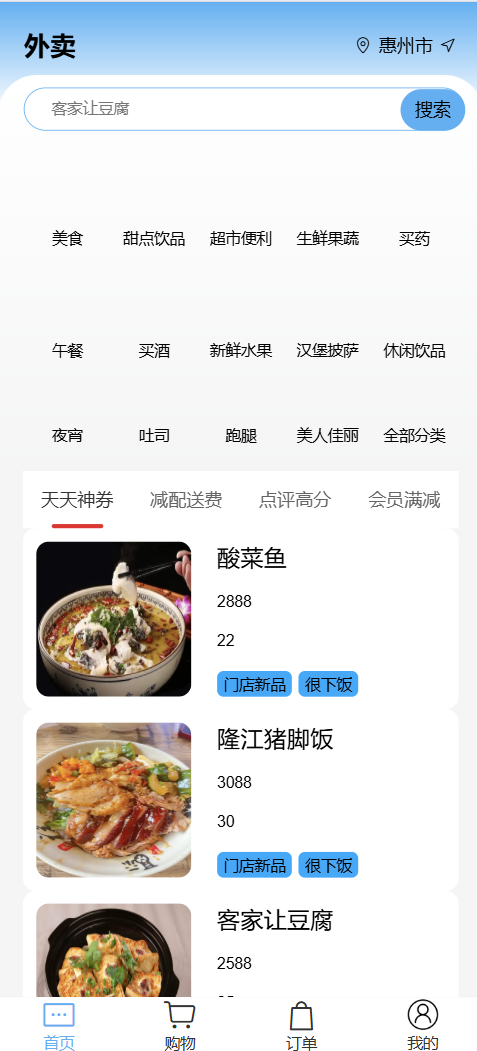 外卖
惠州市
客家让豆腐 搜索
美食 甜点饮品 超市便利 生鲜果蔬 买药
午餐 买酒 新鲜水果 汉堡披萨 休闲饮品
夜宵 吐司 跑腿 美人佳丽 全部分类
天天神券 减配送费 点评高分 会员满减
酸菜鱼
2888
22
门店新品 很下饭
隆江猪脚饭
3088
30
门店新品 很下饭
客家让豆腐
2588
首页 购物 订单 我的